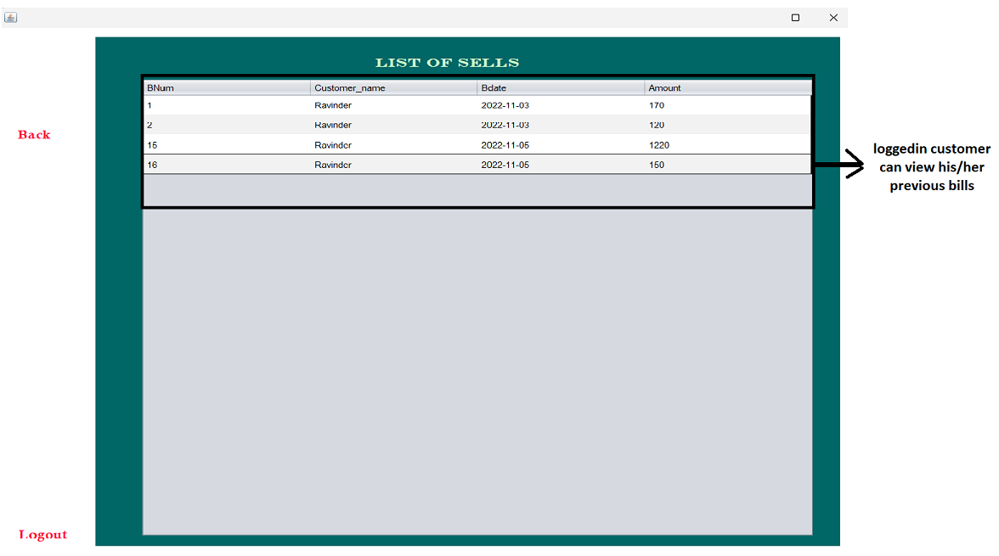 LIST OF SELLS
BNum Customer_name Bdate Amount
1 Ravinder 2022-11-03 170
2 Ravinder 2022-11-03 120
15 Ravinder 2022-11-05 1220
16 Ravinder 2022-11-05 150
Back
loggedin customer
can view his/her
previous bills
Logout